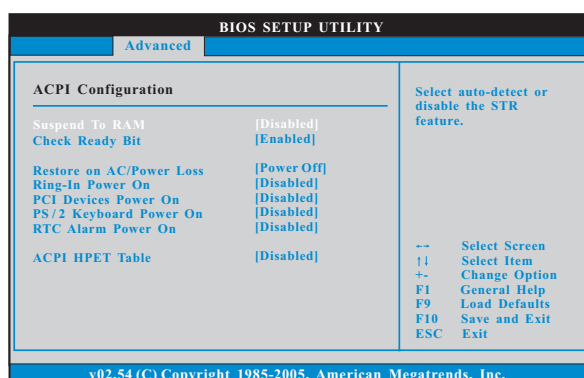 BIOS SETUP UTILITY
Advanced
ACPI Configuration
Suspend To RAM [Disabled]
Check Ready Bit [Enabled]
Restore on AC/Power Loss [Power Off]
Ring-In Power On [Disabled]
PCI Devices Power On [Disabled]
PS/2 Keyboard Power On [Disabled]
RTC Alarm Power On [Disabled]
ACPI HPET Table [Disabled]
Select auto-detect or
disable the STR
feature.
←→ Select Screen
↑↓ Select Item
+- Change Option
F1 General Help
F9 Load Defaults
F10 Save and Exit
ESC Exit
v02.54 (C) Copyright 1985-2005, American Megatrends, Inc.